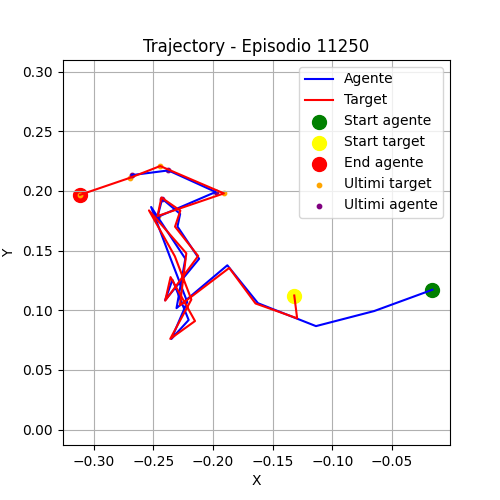 Trajectory - Episodio 11250
Agente
Target
Start agente
Start target
End agente
Ultimi target
Ultimi agente
0.30
0.25
0.20
0.15
0.10
0.05
0.00
Y
−0.30
−0.25
−0.20
−0.15
−0.10
−0.05
X